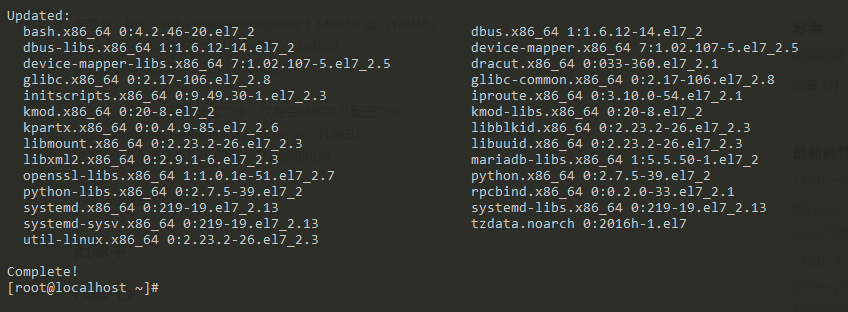 Updated:
bash.x86_64 0:4.2.46-20.el7_2 dbus.x86_64 1:1.6.12-14.el7_2
dbus-libs.x86_64 1:1.6.12-14.el7_2 device-mapper.x86_64 7:1.02.107-5.el7_2.5
device-mapper-libs.x86_64 7:1.02.107-5.el7_2.5 dracut.x86_64 0:033-360.el7_2.1
glibc.x86_64 0:2.17-106.el7_2.8 glibc-common.x86_64 0:2.17-106.el7_2.8
initscripts.x86_64 0:9.49.30-1.el7_2.3 iproute.x86_64 0:3.10.0-54.el7_2.1
kmod.x86_64 0:20-8.el7_2 kmod-libs.x86_64 0:20-8.el7_2
kpartx.x86_64 0:0.4.9-85.el7_2.6 libblkid.x86_64 0:2.23.2-26.el7_2.3
libmount.x86_64 0:2.23.2-26.el7_2.3 libuuid.x86_64 0:2.23.2-26.el7_2.3
libxml2.x86_64 0:2.9.1-6.el7_2.3 mariadb-libs.x86_64 1:5.5.50-1.el7_2
openssl-libs.x86_64 1:1.0.1e-51.el7_2.7 python.x86_64 0:2.7.5-39.el7_2
python-libs.x86_64 0:2.7.5-39.el7_2 rpcbind.x86_64 0:0.2.0-33.el7_2.1
systemd.x86_64 0:219-19.el7_2.13 systemd-libs.x86_64 0:219-19.el7_2.13
systemd-sysv.x86_64 0:219-19.el7_2.13 tzdata.noarch 0:2016h-1.el7
util-linux.x86_64 0:2.23.2-26.el7_2.3
Complete!
[root@localhost ~]#